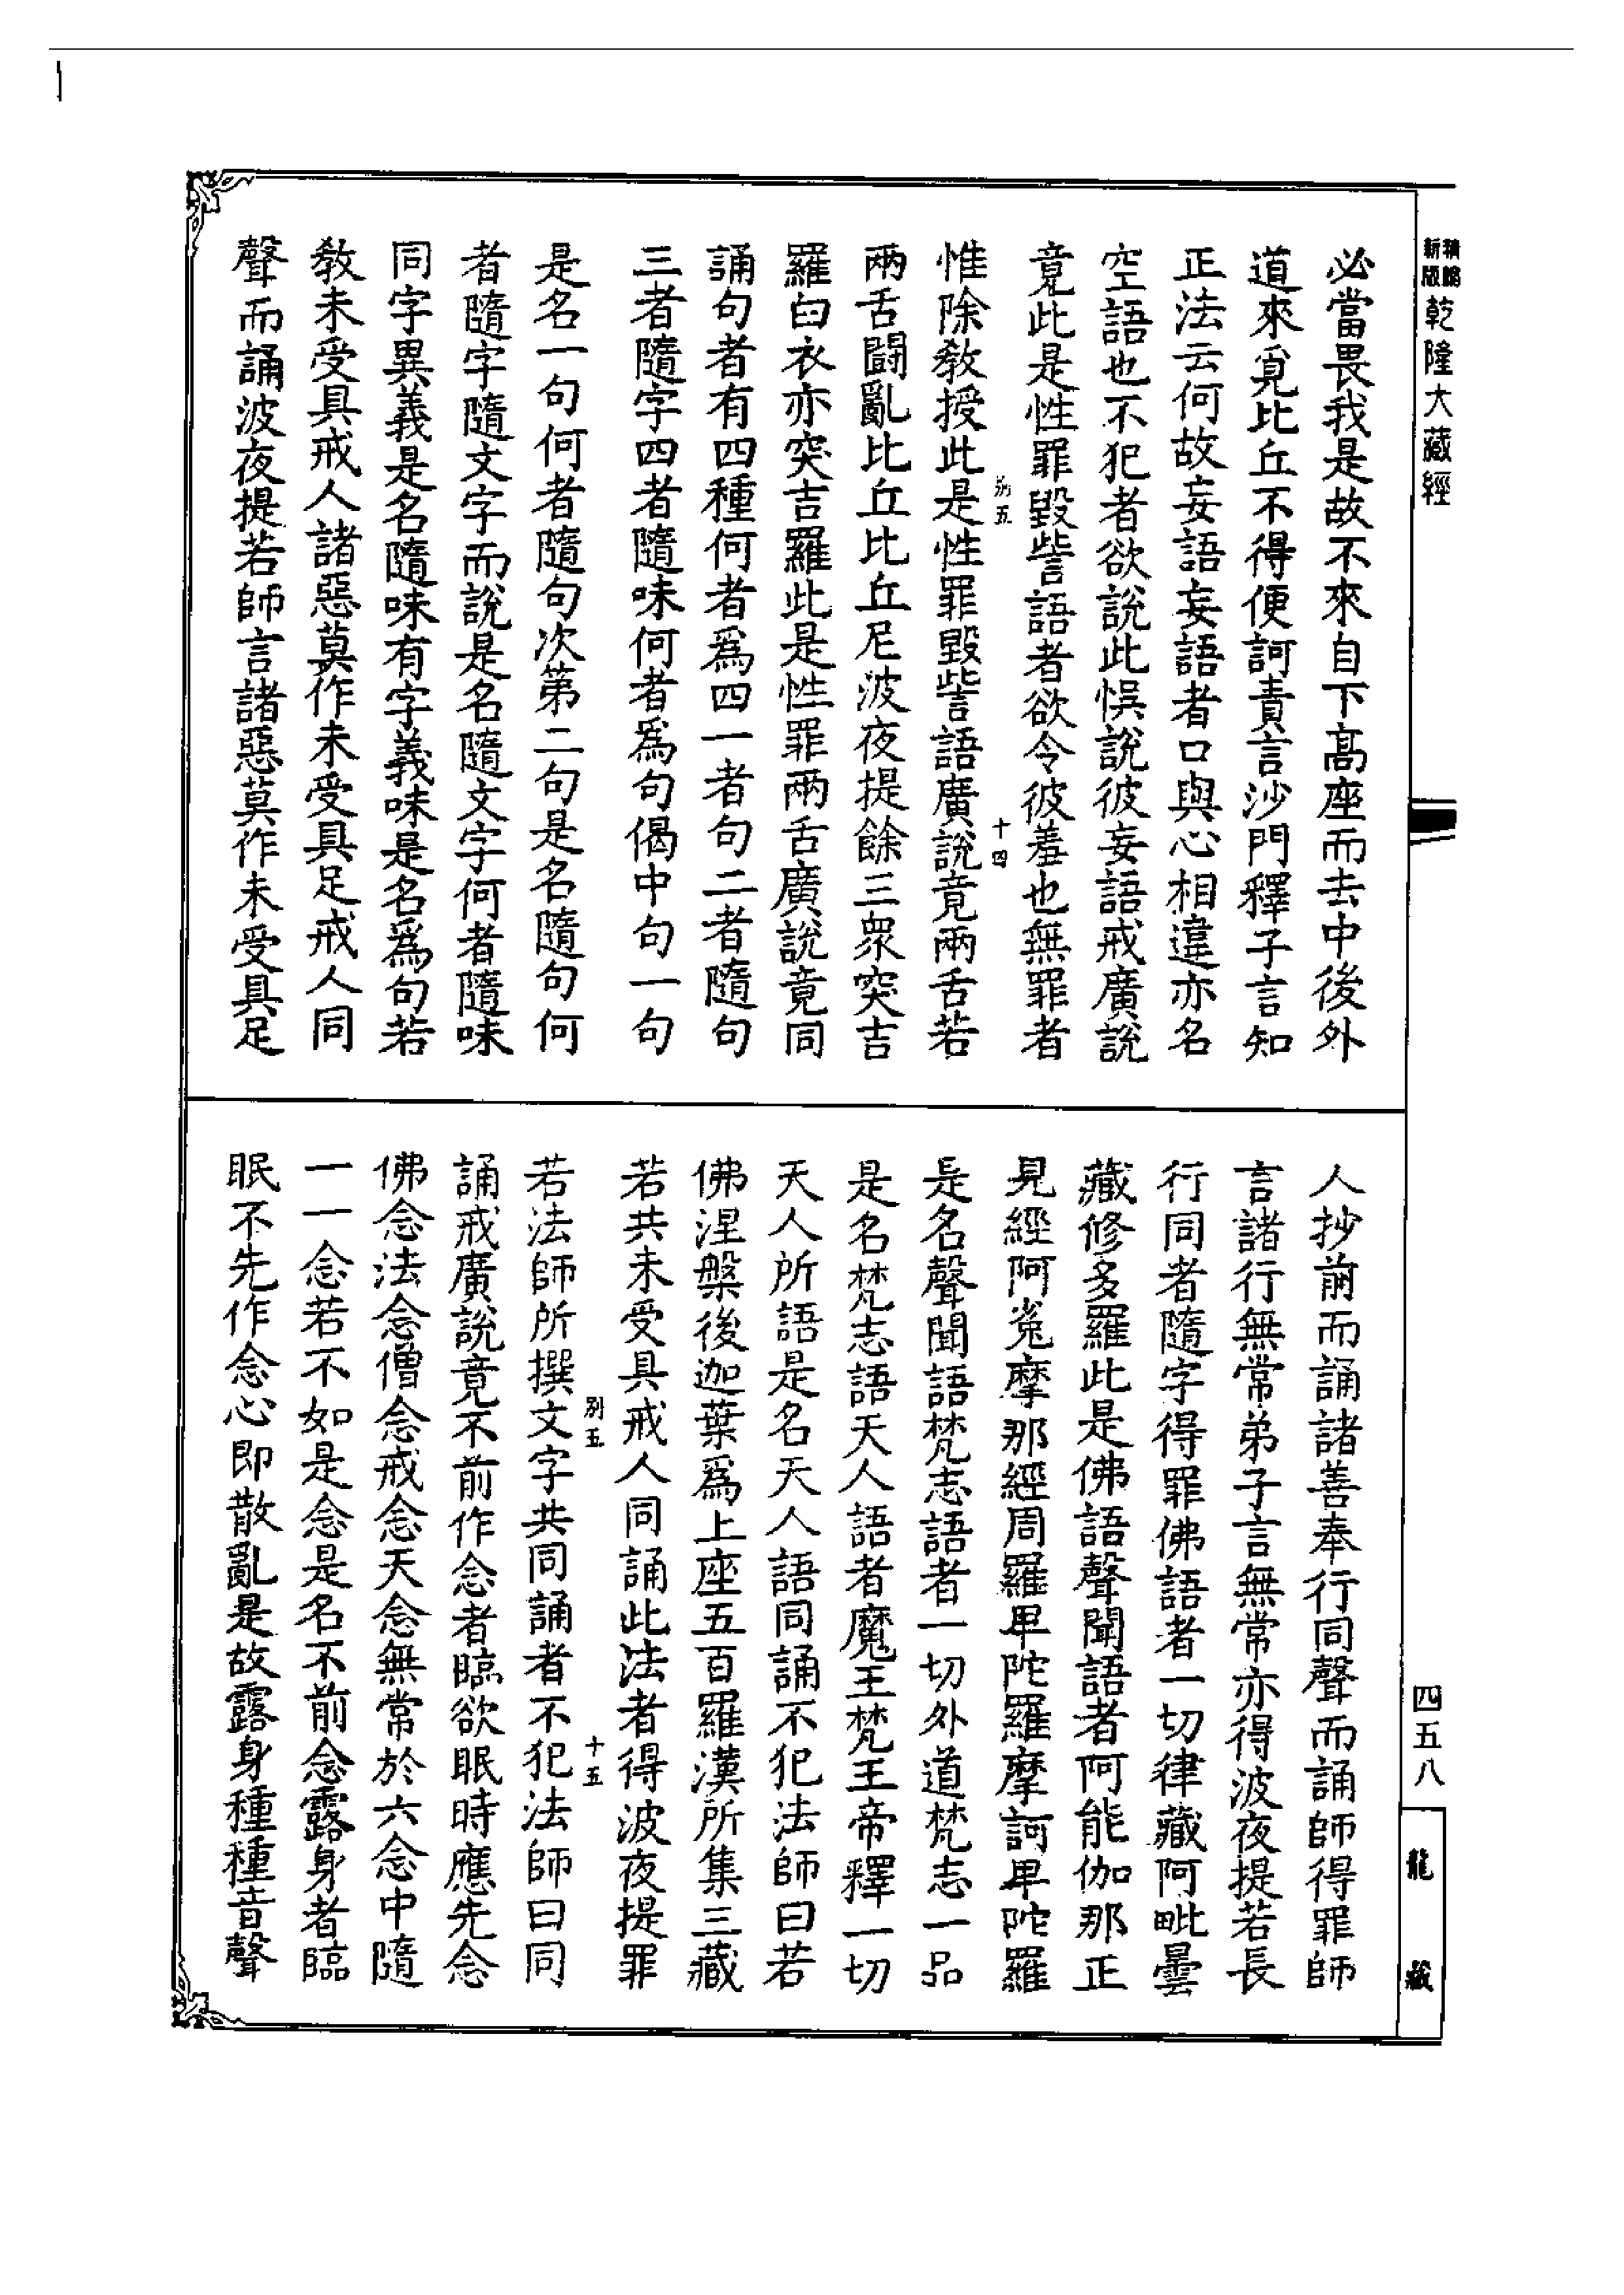 精縮
新版
乾隆大藏經
必當畏我是故不來自下高座而去中後外
道來覓比丘不得便訶責言沙門釋子言知
正法云何故妄語妄語者口與心相違亦名
空語也不犯者欲說此悞說彼妄語戒廣說
竟此是性罪毀訾語者欲令彼羞也無罪者
別五
十四
惟除教授此是性罪毀訾語廣說竟兩舌若
兩舌鬪亂比丘比丘尼波夜提餘三眾突吉
羅白衣亦突吉羅此是性罪兩舌廣說竟同
誦句者有四種何者為四一者句二者隨句
三者隨字四者隨味何者為句偈中句一句
是名一句何者隨句次第二句是名隨句何
者隨字隨文字而說是名隨文字何者隨味
同字異義是名隨味有字義味是名為句若
教未受具戒人諸惡莫作未受具足戒人同
聲而誦波夜提若師言諸惡莫作未受具足
人抄前而誦諸善奉行同聲而誦師得罪師
言諸行無常弟子言無常亦得波夜提若長
行同者隨字得罪佛語者一切律藏阿毗曇
藏修多羅此是佛語聲聞語者阿能伽那正
見經阿㝹摩那經周羅卑陀羅摩訶卑陀羅
是名聲聞語梵志語者一切外道梵志一品
是名梵志語天人語者魔王梵王帝釋一切
天人所語是名天人語同誦不犯法師曰若
佛涅槃後迦葉為上座五百羅漢所集三藏
若共未受具戒人同誦此法者得波夜提罪
別五
十五
若法師所撰文字共同誦者不犯法師曰同
誦戒廣說竟不前作念者臨欲眠時應先念
佛念法念僧念戒念天念無常於六念中隨
一一念若不如是念是名不前念露身者臨
眠不先作念心即散亂是故露身種種音聲
四五八
龍藏